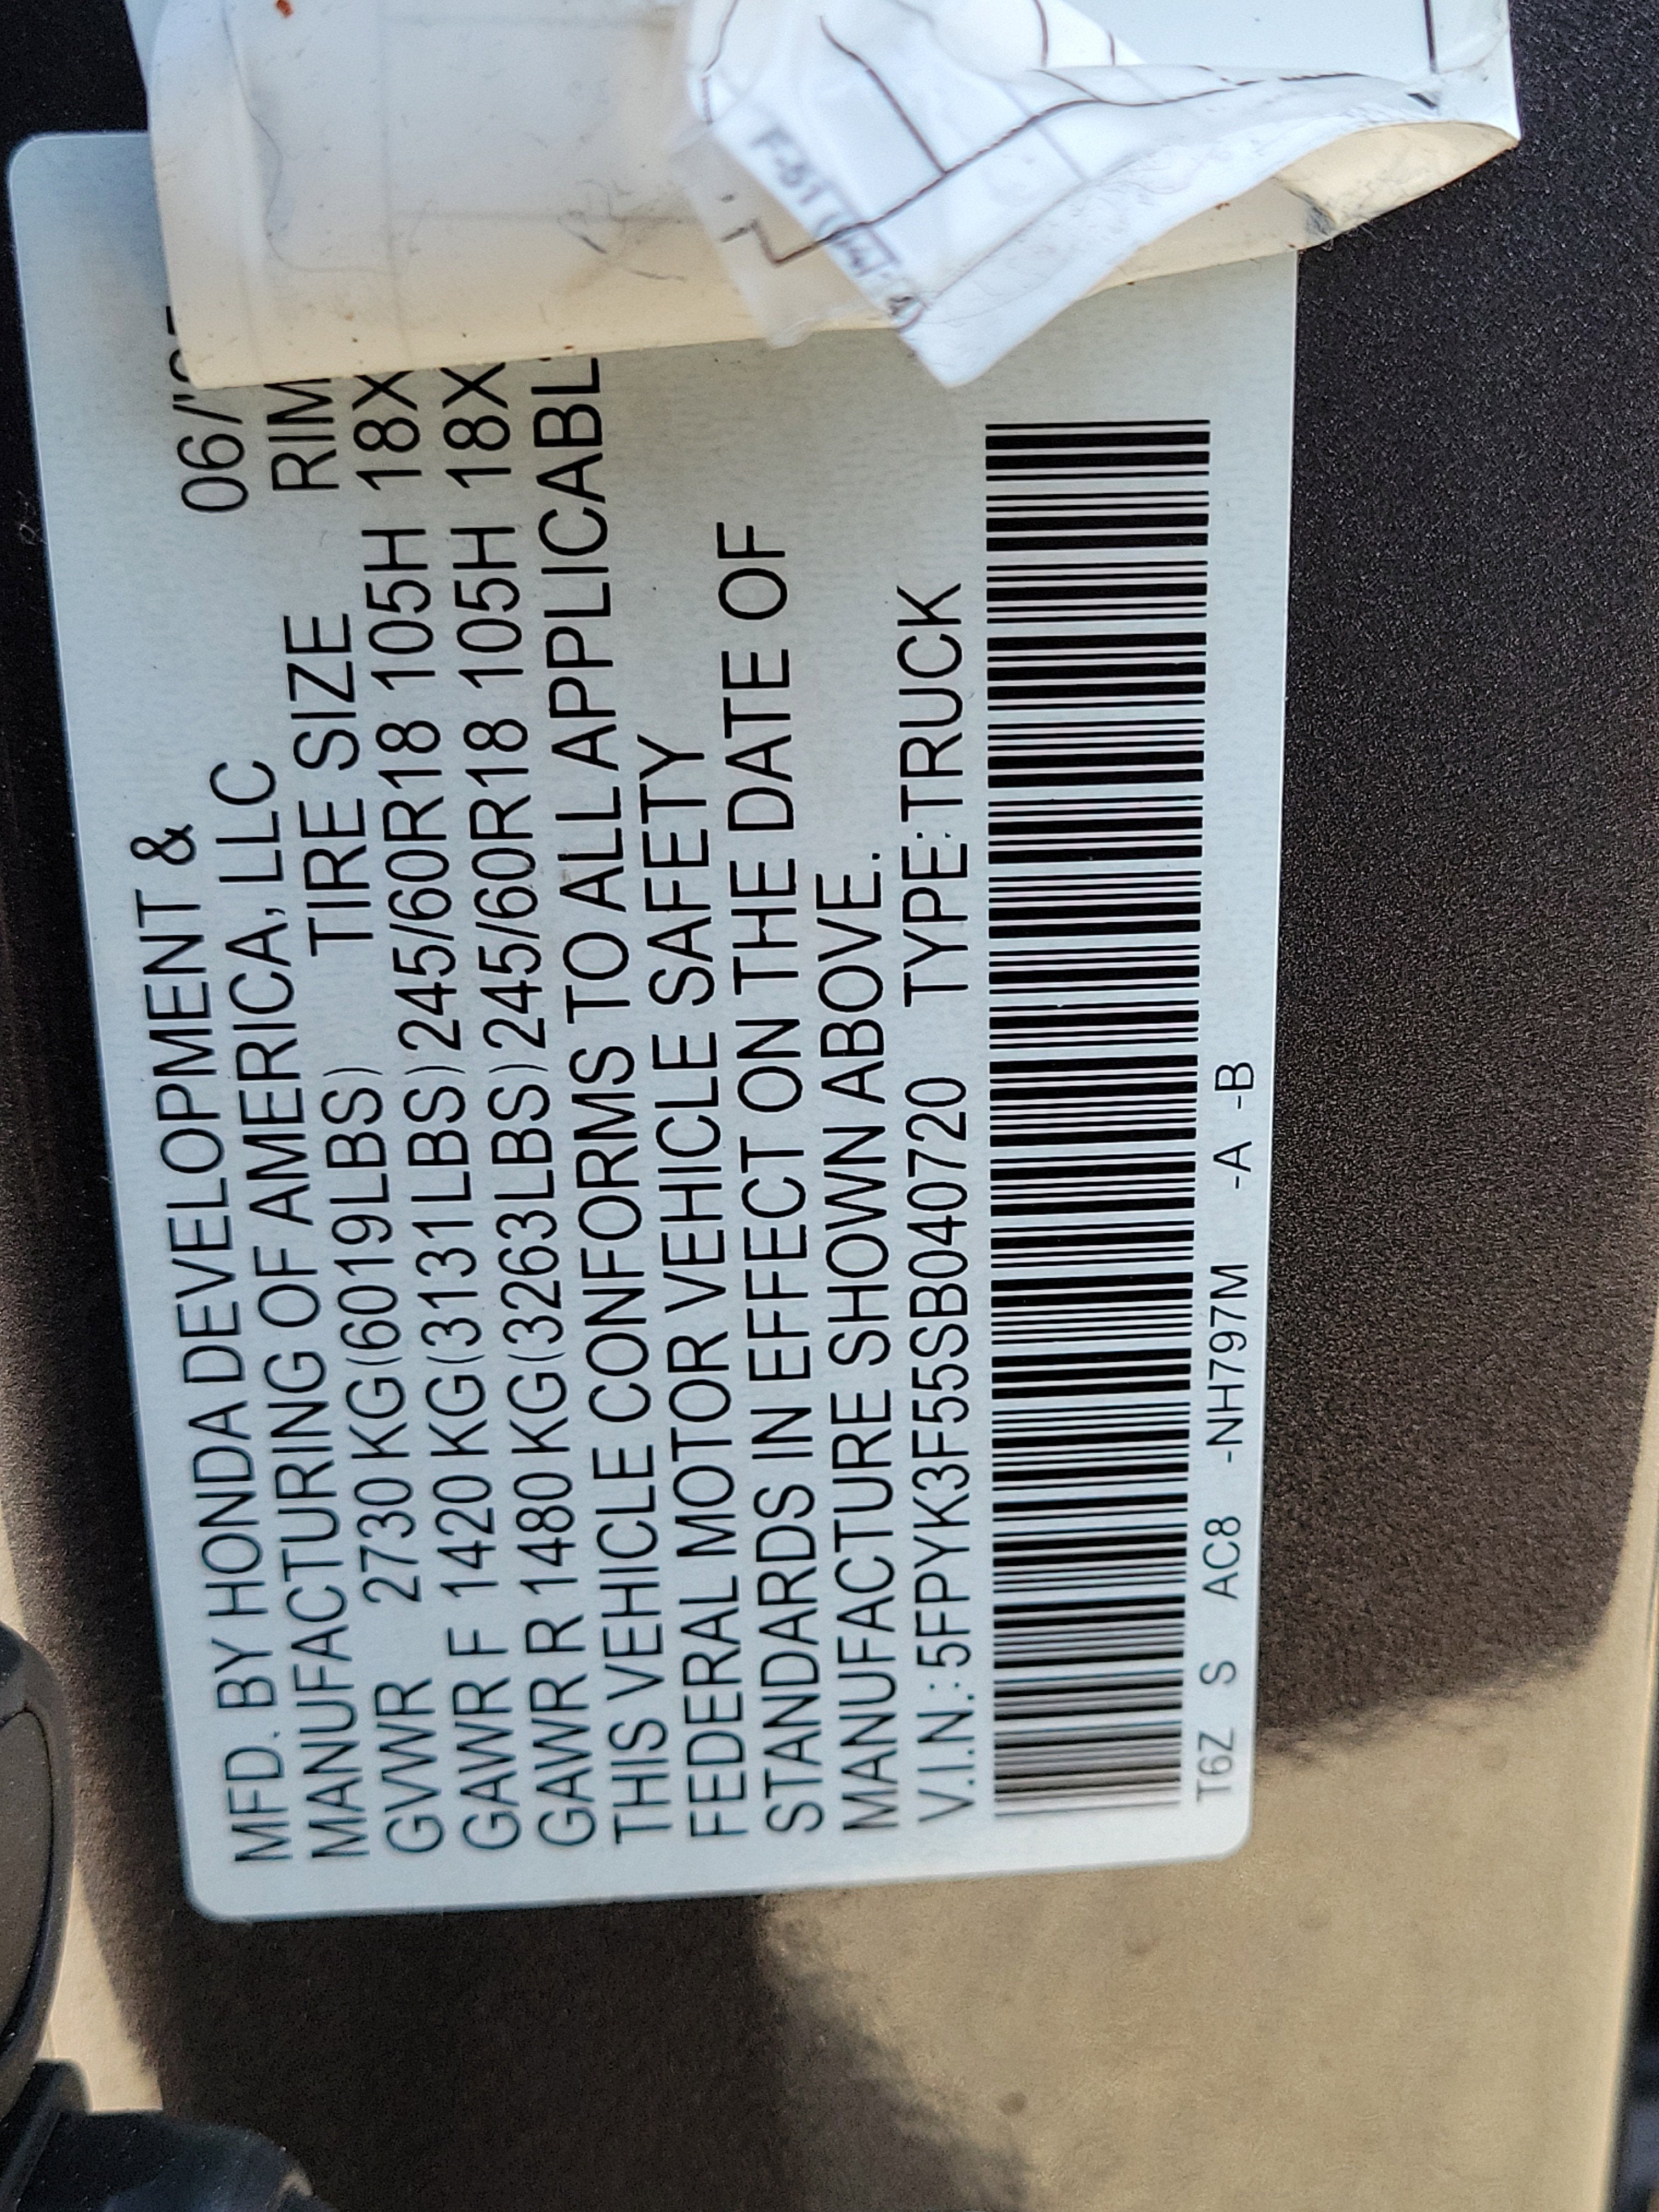 MFD. BY HONDA DEVELOPMENT &
MANUFACTURING OF AMERICA, LLC 06/'
GVWR 2730 KG(6019LBS) TIRE SIZE RIM
GAWR F 1420 KG(3131LBS) 245/60R18 105H 18X
GAWR R 1480 KG(3263LBS) 245/60R18 105H 18X
THIS VEHICLE CONFORMS TO ALL APPLICABL
FEDERAL MOTOR VEHICLE SAFETY
STANDARDS IN EFFECT ON THE DATE OF
MANUFACTURE SHOWN ABOVE.
V.I.N.:5FPYK3F55SB040720 TYPE:TRUCK
T6Z S AC8 -NH797M -A -B
F-51